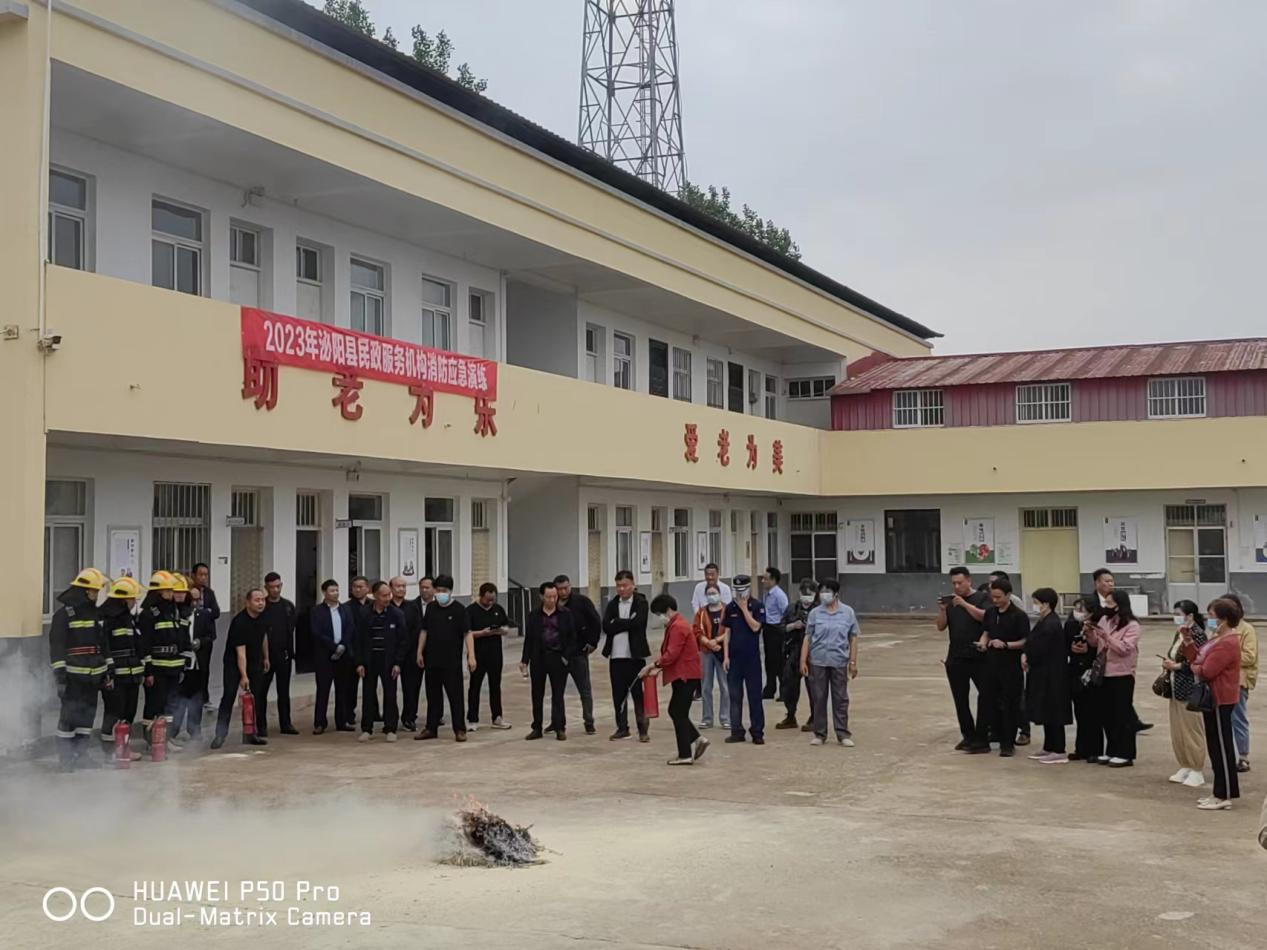 2023年泌阳县民政服务机构消防应急演练
助老为乐
爱老为美
HUAWEI P50 Pro
Dual-Matrix Camera